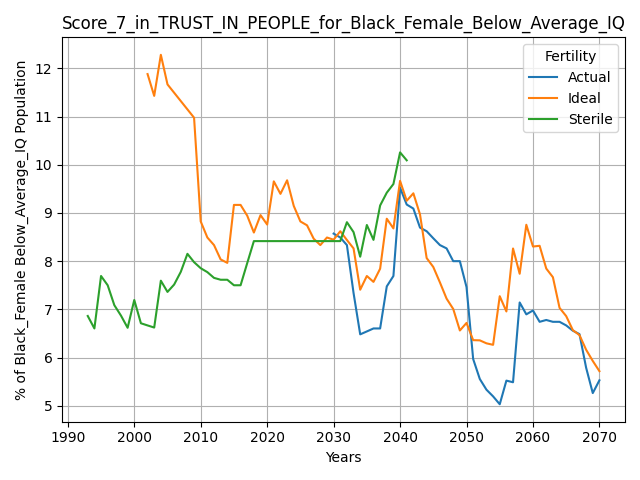 Score_7_in_TRUST_IN_PEOPLE_for_Black_Female_Below_Average_IQ
% of Black_Female Below_Average_IQ Population
12
11
10
9
8
7
6
5
Fertility
Actual
Ideal
Sterile
1990 2000 2010 2020 2030 2040 2050 2060 2070
Years